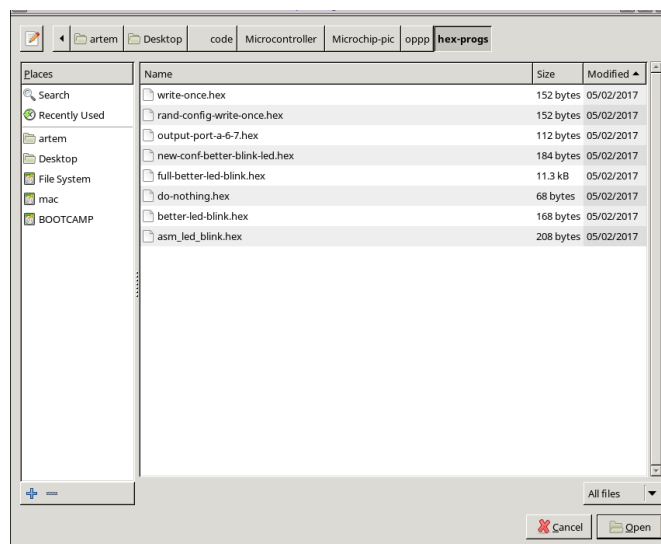 artem Desktop code Microcontroller Microchip-pic oppp hex-progs
Places
Search
Recently Used
artem
Desktop
File System
mac
BOOTCAMP
Name Size Modified
write-once.hex 152 bytes 05/02/2017
rand-config-write-once.hex 152 bytes 05/02/2017
output-port-a-6-7.hex 112 bytes 05/02/2017
new-conf-better-blink-led.hex 184 bytes 05/02/2017
full-better-led-blink.hex 11.3 kB 05/02/2017
do-nothing.hex 68 bytes 05/02/2017
better-led-blink.hex 168 bytes 05/02/2017
asm_led_blink.hex 208 bytes 05/02/2017
All files
Cancel Open